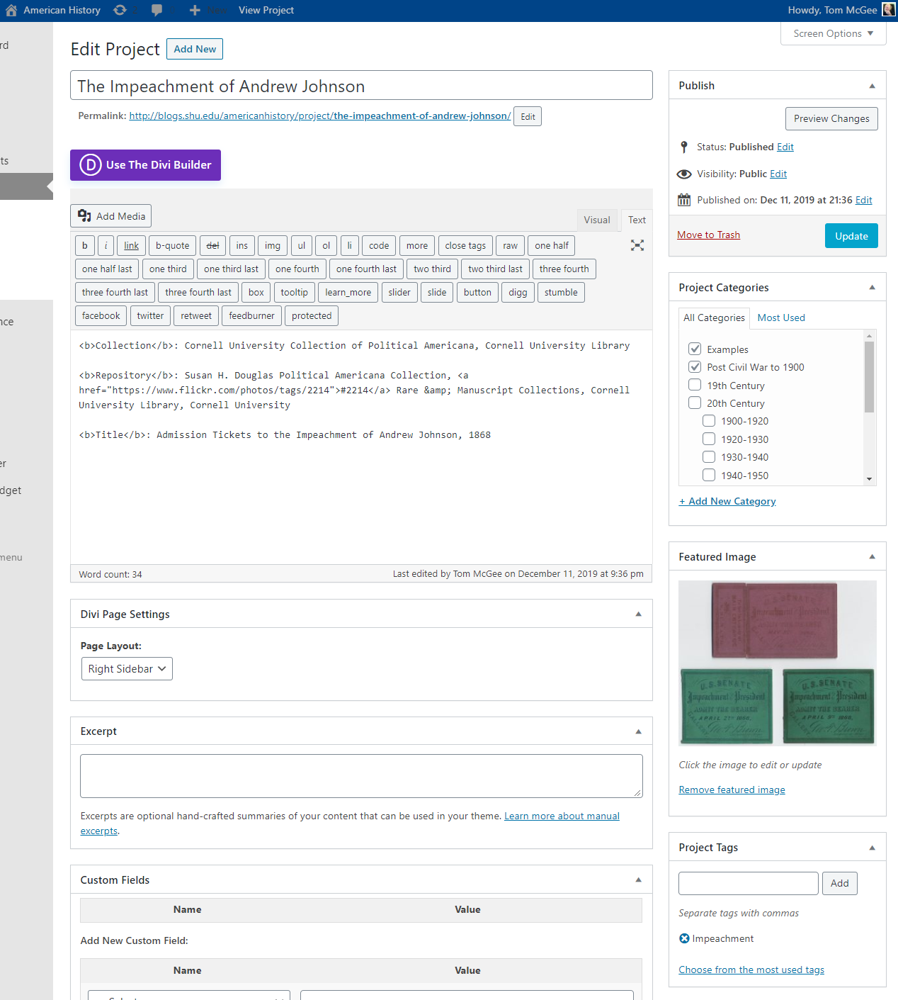 American History
View Project
Howdy, Tom McGee
Screen Options
Edit Project
Add New
The Impeachment of Andrew Johnson
Permalink: http://blogs.shu.edu/americanhistory/project/the-impeachment-of-andrew-johnson/ Edit
D Use The Divi Builder
Add Media
Visual
Text
b
i
link
b-quote
del
ins
img
ul
ol
li
code
more
close tags
raw
one half
one half last
one third
one third last
one fourth
one fourth last
two third
two third last
three fourth
three fourth last
three fourth last
box
tooltip
learn_more
slider
slide
button
digg
stumble
facebook
twitter
retweet
feedburner
protected
<b>Collection</b>: Cornell University Collection of Political Americana, Cornell University Library
<b>Repository</b>: Susan H. Douglas Political Americana Collection, <a
href="https://www.flickr.com/photos/tags/2214">#2214</a> Rare &amp; Manuscript Collections, Cornell
University Library, Cornell University
<b>Title</b>: Admission Tickets to the Impeachment of Andrew Johnson, 1868
Word count: 34
Last edited by Tom McGee on December 11, 2019 at 9:36 pm
Divi Page Settings
Page Layout:
Right Sidebar
Excerpt
Excerpts are optional hand-crafted summaries of your content that can be used in your theme. Learn more about manual
excerpts.
Custom Fields
Name
Value
Add New Custom Field:
Name
Value
Publish
Preview Changes
Status: Published Edit
Visibility: Public Edit
Published on: Dec 11, 2019 at 21:36 Edit
Move to Trash
Update
Project Categories
All Categories
Most Used
Examples
Post Civil War to 1900
19th Century
20th Century
1900-1920
1920-1930
1930-1940
1940-1950
+ Add New Category
Featured Image
U.S. SENATE
Impeachment of the President
ADMIT THE BEARER
U.S. SENATE
Impeachment of the President
ADMIT THE BEARER
APRIL 27TH 1868.
U.S. SENATE
Impeachment of the President
ADMIT THE BEARER
APRIL 9TH 1868.
Click the image to edit or update
Remove featured image
Project Tags
Add
Separate tags with commas
Impeachment
Choose from the most used tags